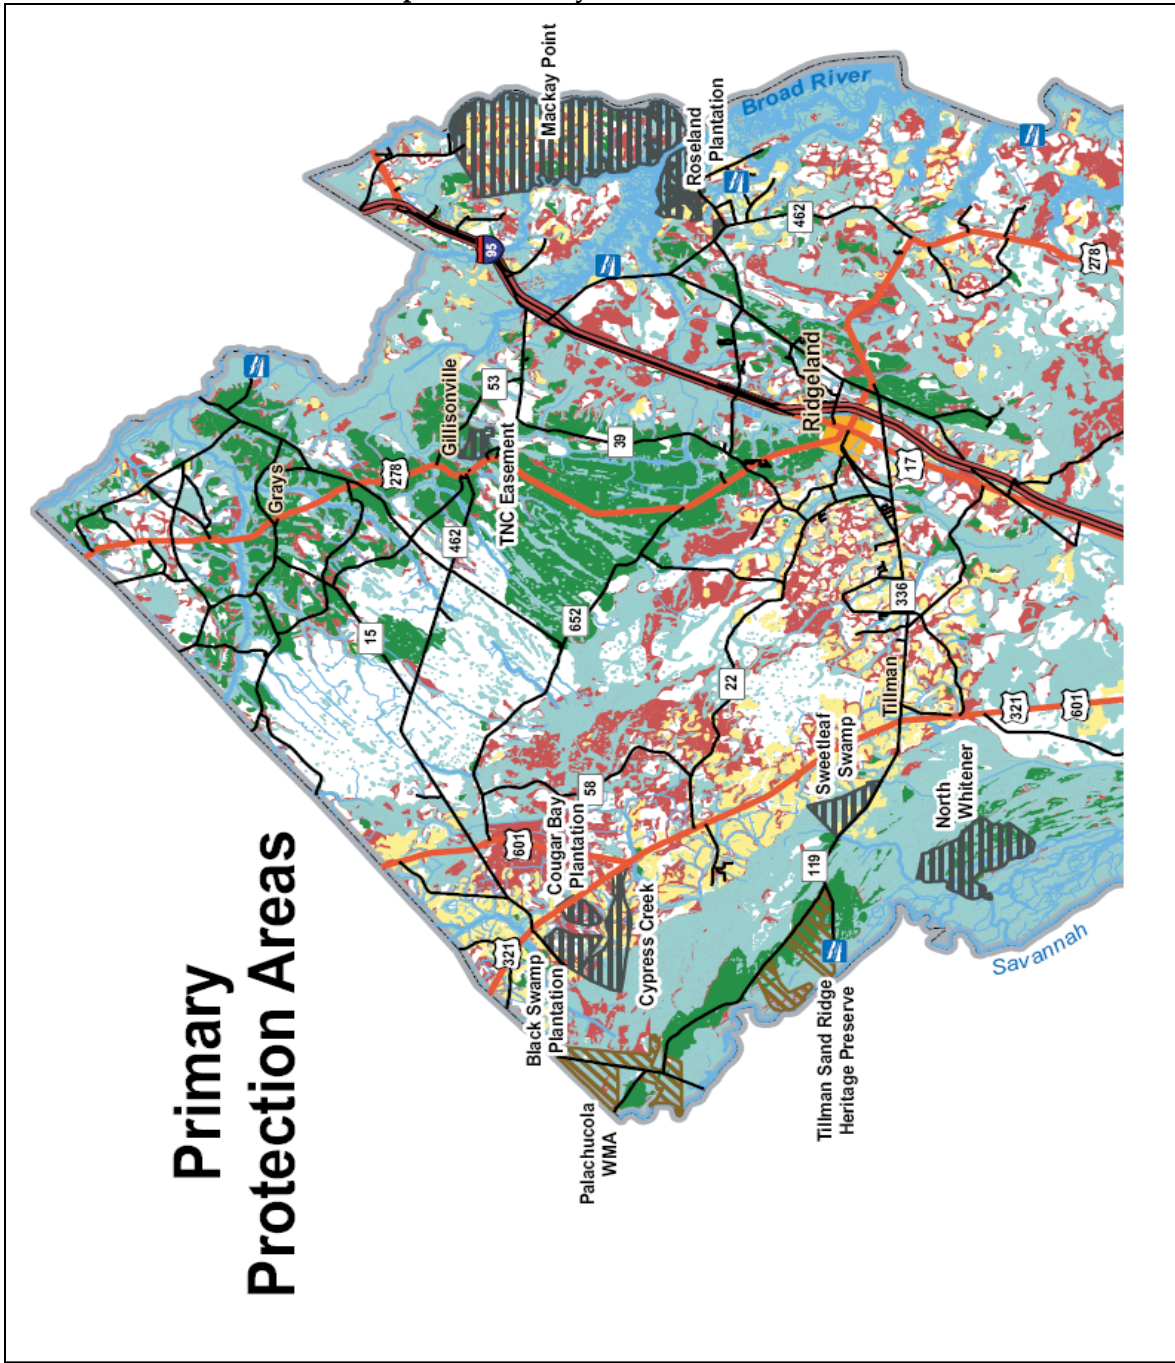 Primary
Protection Areas
Mackay Point
Broad River
Roseland
Plantation
95
462
278
Gillisonville
53
TNC Easement
39
Ridgeland
17
Grays
278
462
15
652
22
336
Tillman
321
601
58
Sweetleaf
Swamp
North
Whitener
601
Cougar Bay
Plantation
119
321
Cypress Creek
Black Swamp
Plantation
Savannah
Tillman Sand Ridge
Heritage Preserve
Palachucola
WMA